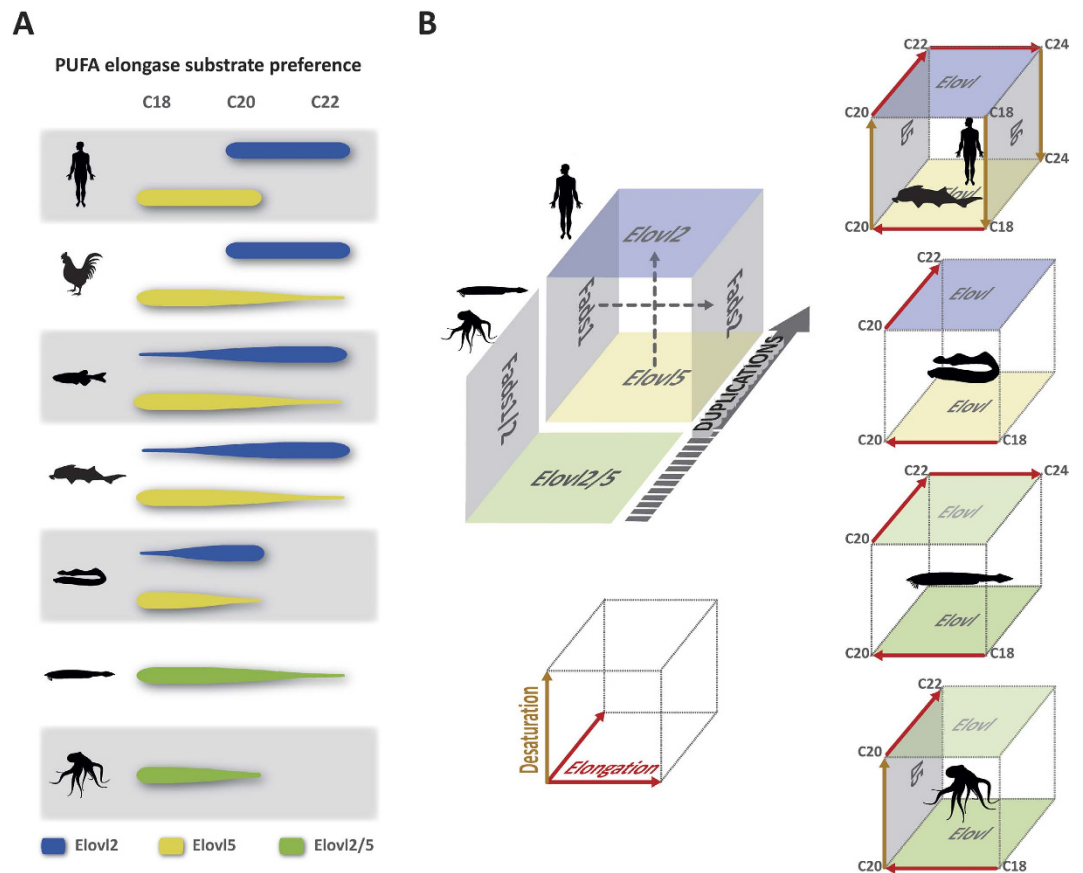 A
PUFA elongase substrate preference
C18 C20 C22
Elovl2 Elovl5 Elovl2/5
B
Elovl2
Fads1
Fads2
Elovl5
Fads1/2
Elovl2/5
DUPLICATIONS
Desaturation
Elongation
C22 C24
Elovl
C20 C18
C24
Elovl
C20 C18
C22
Elovl
C20
Elovl
C20 C18
C22 C24
Elovl
C20
Elovl
C20 C18
C22
Elovl
C20
Elovl
C20 C18